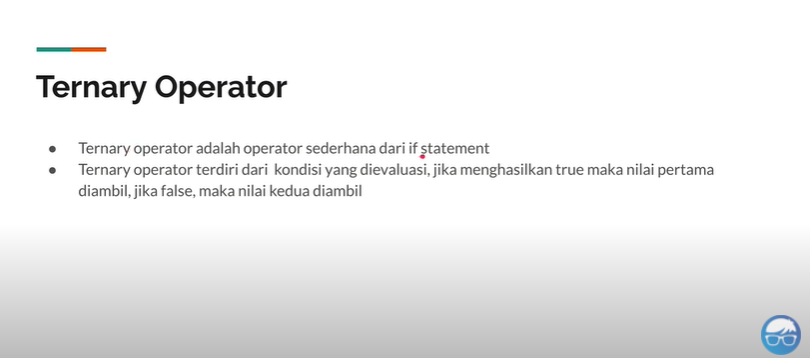 Ternary Operator
● Ternary operator adalah operator sederhana dari if statement
● Ternary operator terdiri dari kondisi yang dievaluasi, jika menghasilkan true maka nilai pertama
diambil, jika false, maka nilai kedua diambil